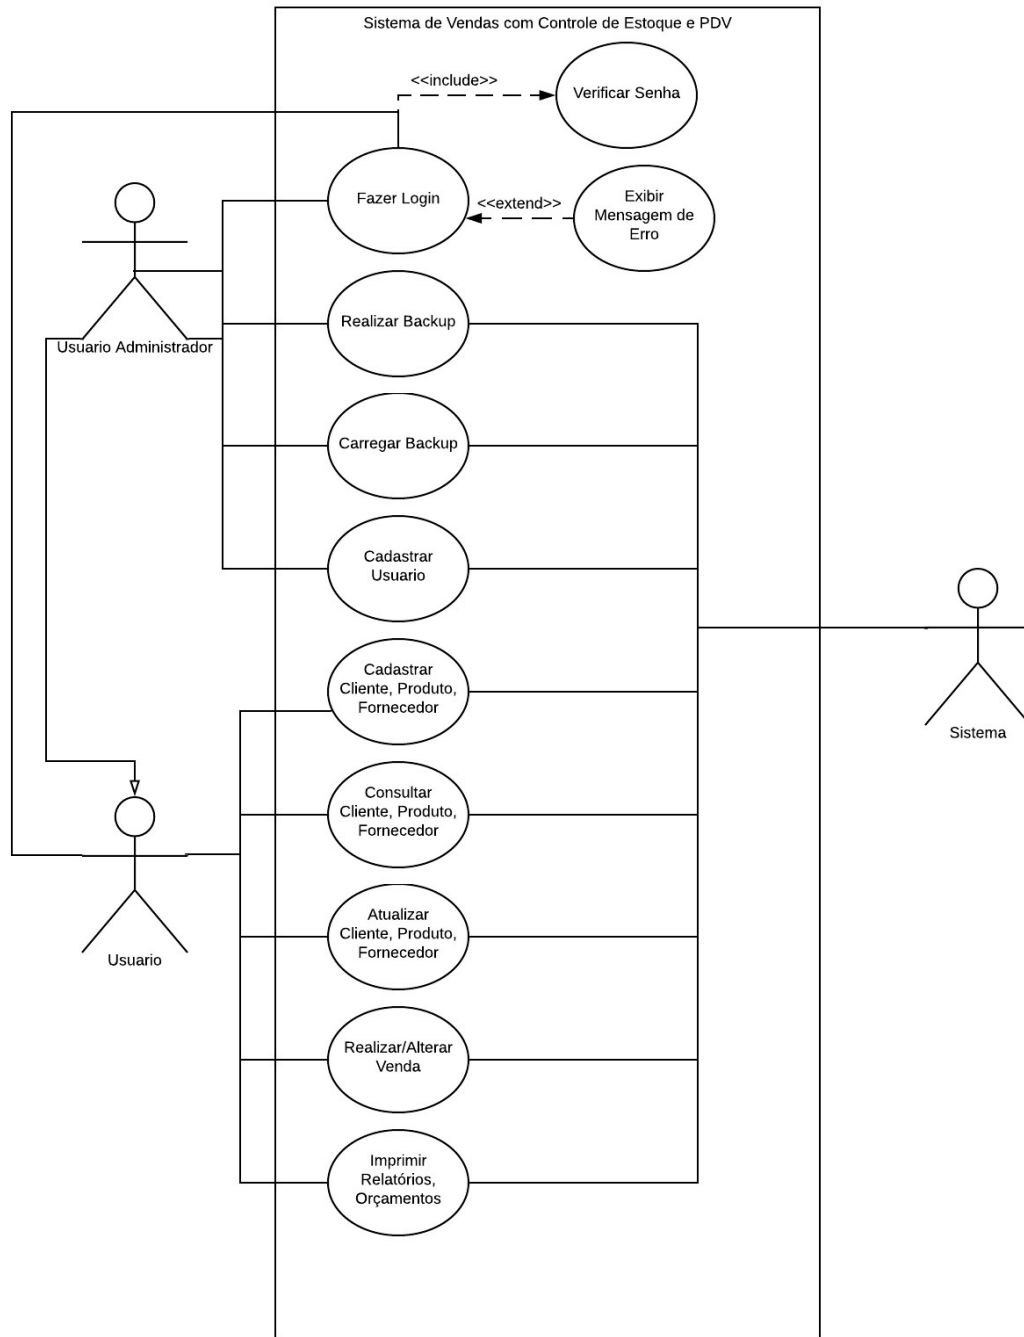 Sistema de Vendas com Controle de Estoque e PDV
<<include>>
Verificar Senha
Fazer Login
<<extend>>
Exibir
Mensagem de
Erro
Usuario Administrador
Realizar Backup
Carregar Backup
Cadastrar
Usuario
Cadastrar
Cliente, Produto,
Fornecedor
Sistema
Consultar
Cliente, Produto,
Fornecedor
Usuario
Atualizar
Cliente, Produto,
Fornecedor
Realizar/Alterar
Venda
Imprimir
Relatórios,
Orçamentos